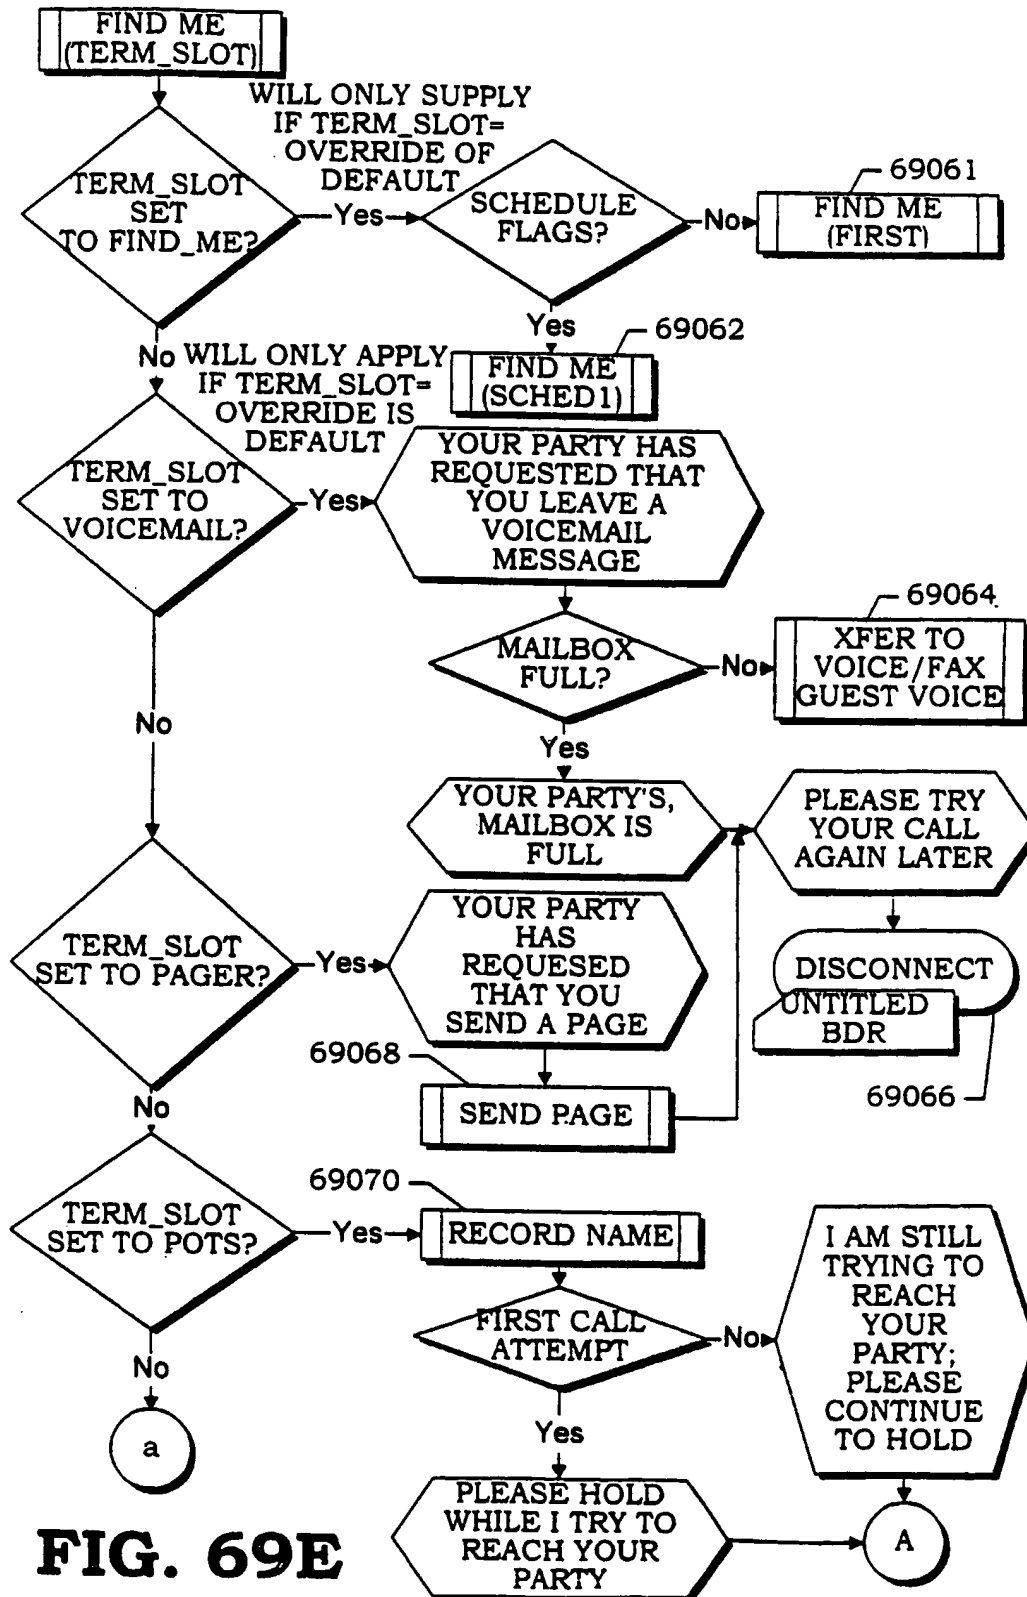 FIND ME
(TERM_SLOT)
WILL ONLY SUPPLY
IF TERM_SLOT=
OVERRIDE OF
DEFAULT
TERM_SLOT
SET
TO FIND_ME?
Yes
SCHEDULE
FLAGS?
No
69061
FIND ME
(FIRST)
Yes
69062
FIND ME
(SCHED1)
No
WILL ONLY APPLY
IF TERM_SLOT=
OVERRIDE IS
DEFAULT
TERM_SLOT
SET TO
VOICEMAIL?
Yes
YOUR PARTY HAS
REQUESTED THAT
YOU LEAVE A
VOICEMAIL
MESSAGE
MAILBOX
FULL?
No
69064
XFER TO
VOICE/FAX
GUEST VOICE
Yes
YOUR PARTY'S,
MAILBOX IS
FULL
PLEASE TRY
YOUR CALL
AGAIN LATER
DISCONNECT
UNTITLED
BDR
69066
No
TERM_SLOT
SET TO PAGER?
Yes
YOUR PARTY
HAS
REQUESED
THAT YOU
SEND A PAGE
69068
SEND PAGE
No
TERM_SLOT
SET TO POTS?
Yes
69070
RECORD NAME
FIRST CALL
ATTEMPT
No
I AM STILL
TRYING TO
REACH
YOUR
PARTY;
PLEASE
CONTINUE
TO HOLD
No
a
Yes
PLEASE HOLD
WHILE I TRY TO
REACH YOUR
PARTY
A
FIG. 69E